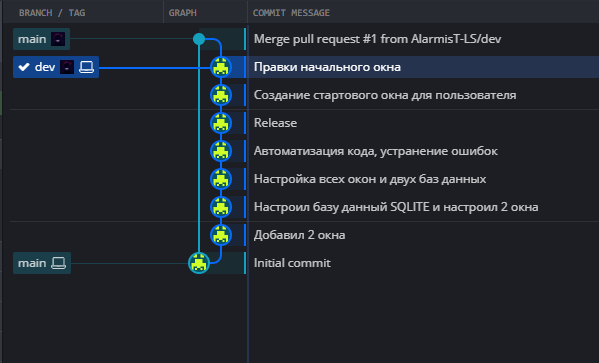 BRANCH / TAG GRAPH COMMIT MESSAGE
main Merge pull request #1 from AlarmisT-LS/dev
dev Правки начального окна
Создание стартового окна для пользователя
Release
Автоматизация кода, устранение ошибок
Настройка всех окон и двух баз данных
Настроил базу данный SQLITE и настроил 2 окна
Добавил 2 окна
main Initial commit